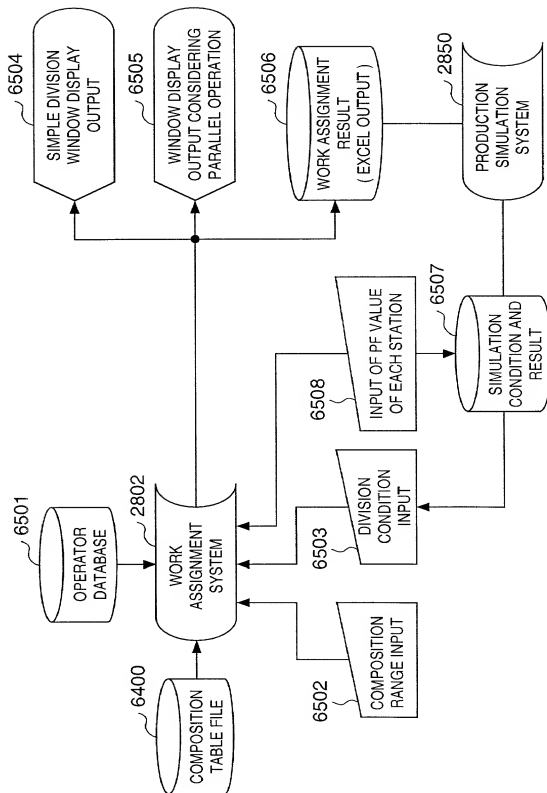 6504
SIMPLE DIVISION
WINDOW DISPLAY
OUTPUT
6505
WINDOW DISPLAY
OUTPUT CONSIDERING
PARALLEL OPERATION
6506
WORK ASSIGNMENT
RESULT
( EXCEL OUTPUT)
2850
PRODUCTION
SIMULATION
SYSTEM
6501
OPERATOR
DATABASE
2802
WORK
ASSIGNMENT
SYSTEM
6508
INPUT OF PF VALUE
OF EACH STATION
6507
SIMULATION
CONDITION AND
RESULT
6503
DIVISION
CONDITION
INPUT
6400
COMPOSITION
TABLE FILE
6502
COMPOSITION
RANGE INPUT